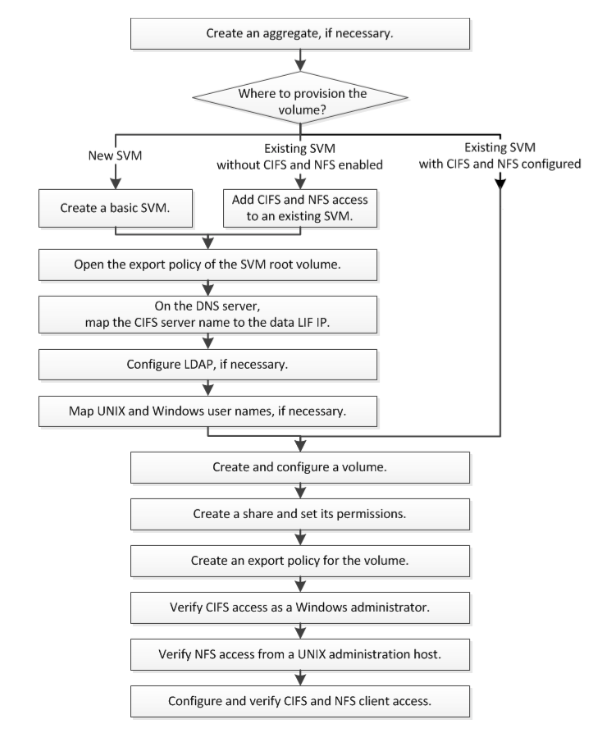 Create an aggregate, if necessary.
Where to provision the
volume?
New SVM
Existing SVM
without CIFS and NFS enabled
Existing SVM
with CIFS and NFS configured
Create a basic SVM.
Add CIFS and NFS access
to an existing SVM.
Open the export policy of the SVM root volume.
On the DNS server,
map the CIFS server name to the data LIF IP.
Configure LDAP, if necessary.
Map UNIX and Windows user names, if necessary.
Create and configure a volume.
Create a share and set its permissions.
Create an export policy for the volume.
Verify CIFS access as a Windows administrator.
Verify NFS access from a UNIX administration host.
Configure and verify CIFS and NFS client access.